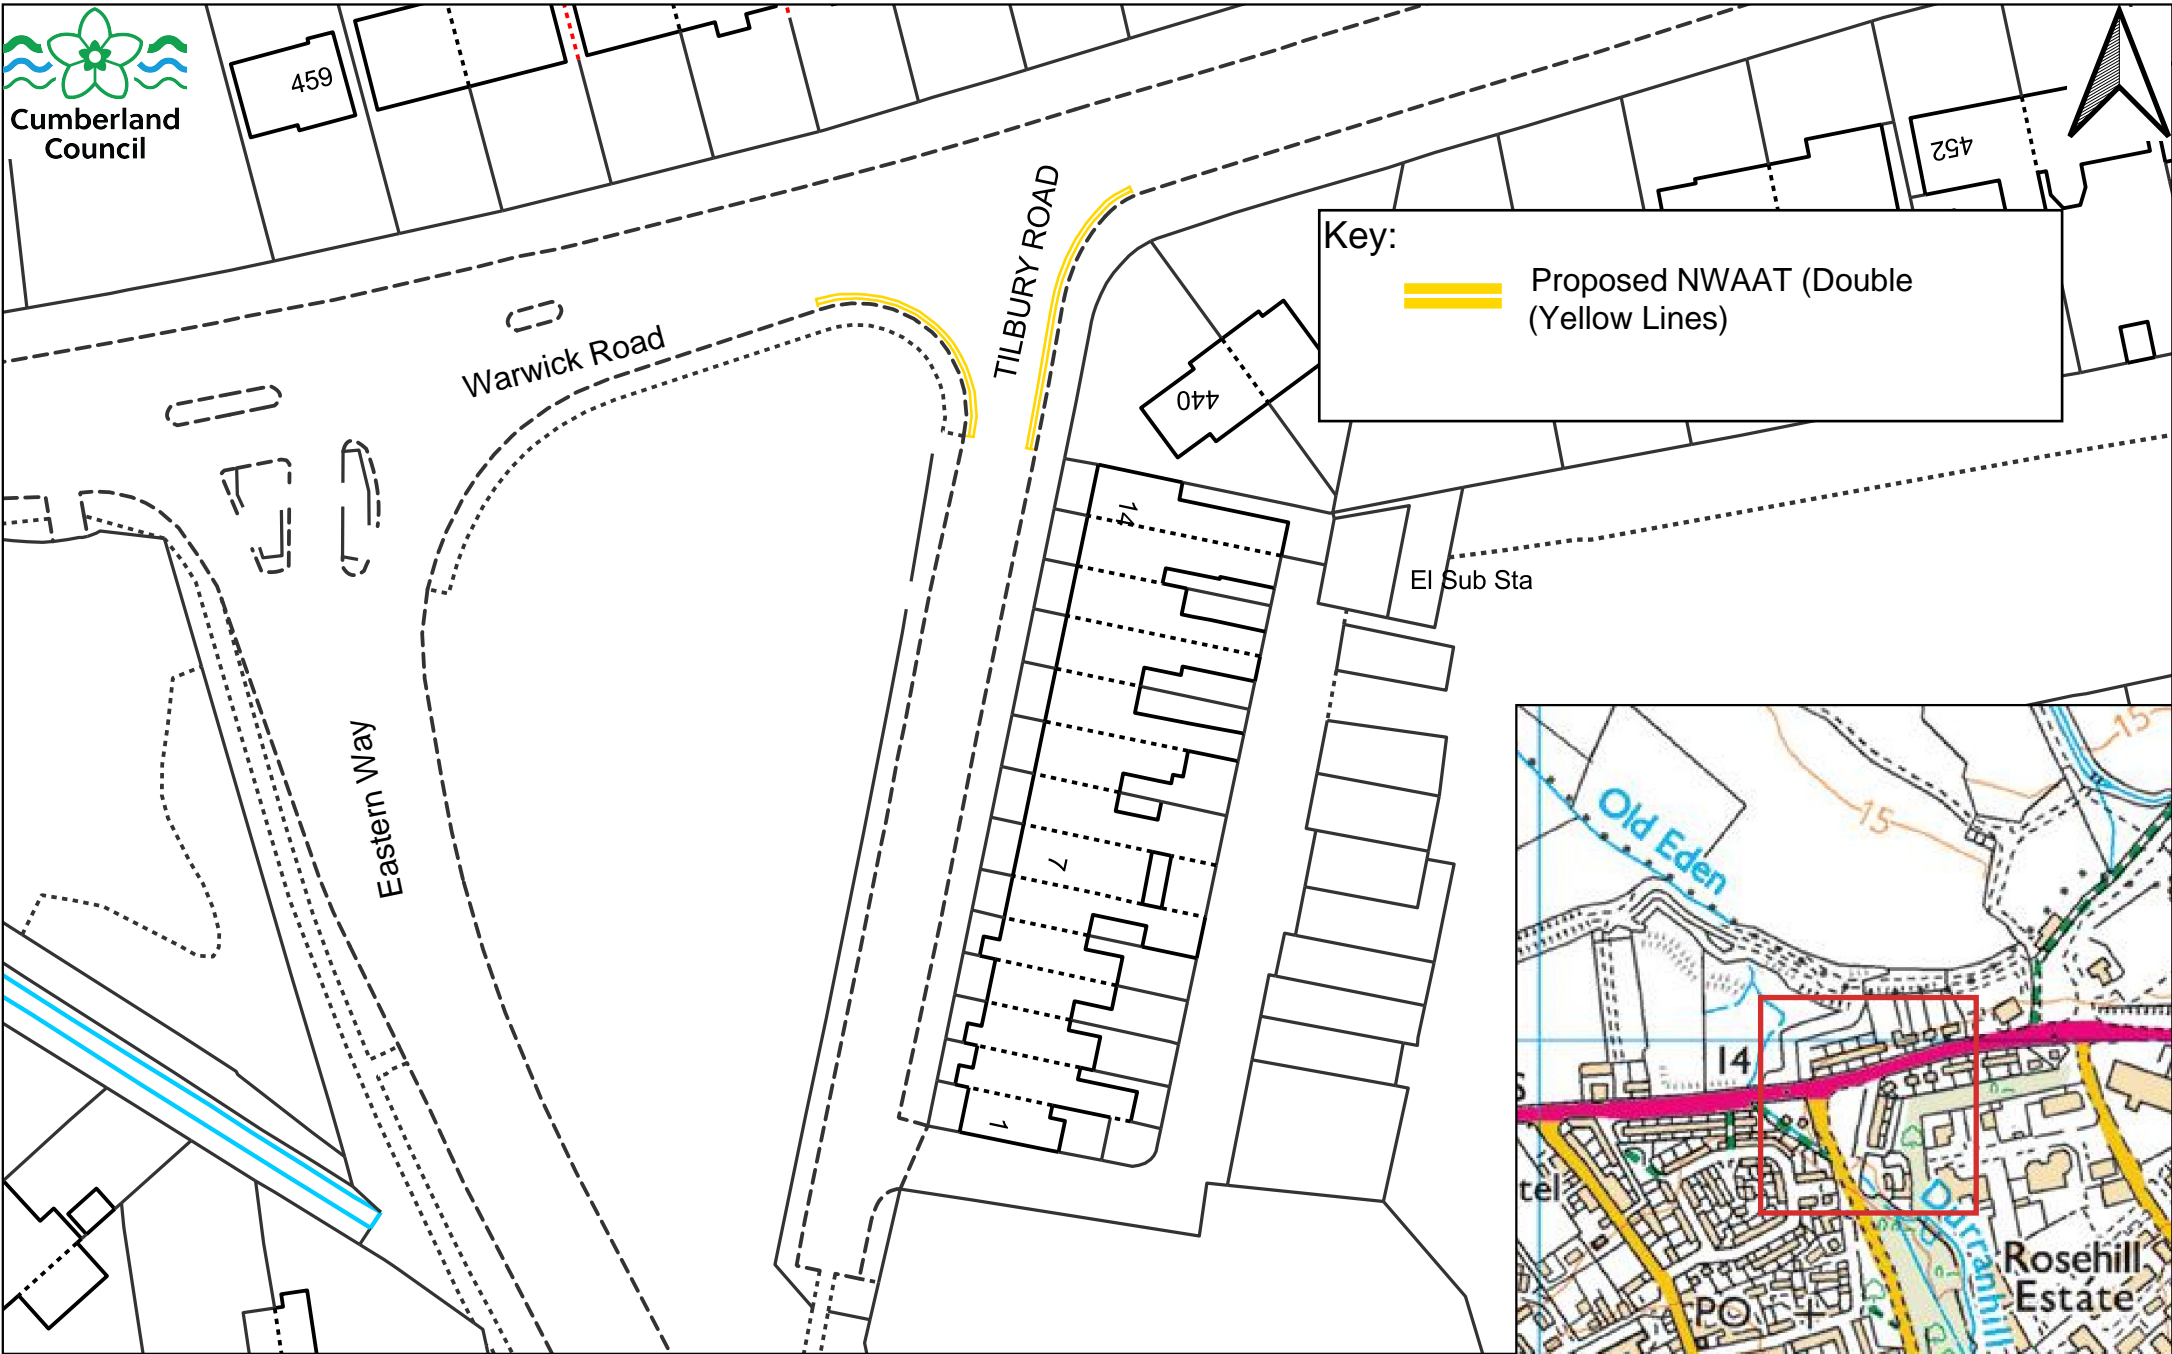 Cumberland
Council
459
452
TILBURY ROAD
Key:
Proposed NWAAT (Double
(Yellow Lines)
Warwick Road
440
14
El Sub Sta
Eastern Way
7
1
15
15
Old Eden
14
tel
Durranhill
Rosehill
Estate
PO